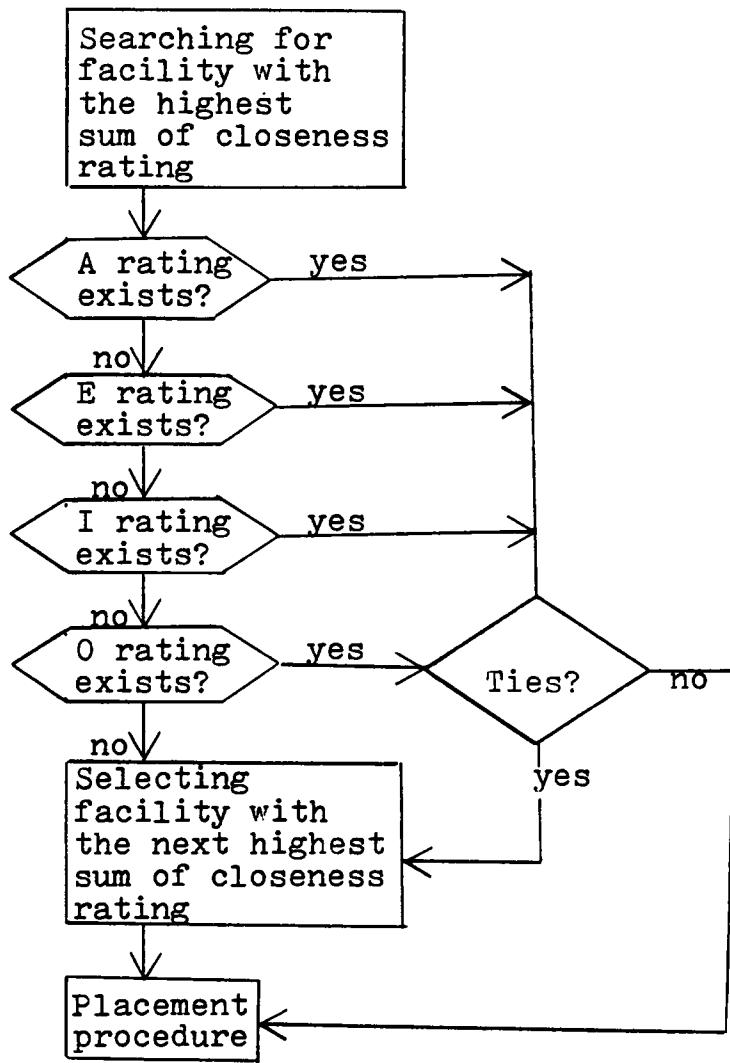 Searching for
facility with
the highest
sum of closeness
rating
A rating
exists?
yes
no
E rating
exists?
yes
no
I rating
exists?
yes
no
O rating
exists?
yes
Ties?
no
no
yes
Selecting
facility with
the next highest
sum of closeness
rating
Placement
procedure